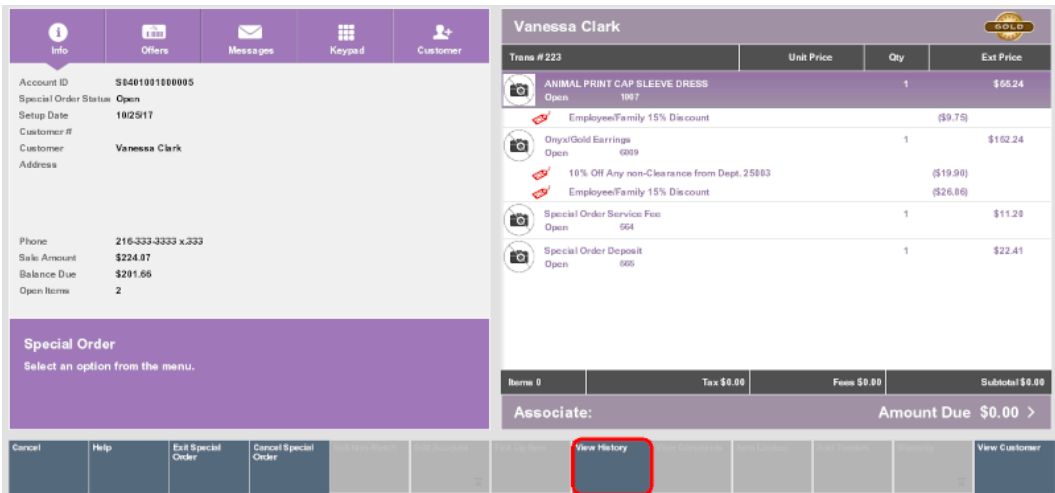 Info
Offers
Messages
Keypad
Customer
Account ID S0401001000005
Special Order Status Open
Setup Date 10/25/17
Customer #
Customer Vanessa Clark
Address
Phone 216-333-3333 x.333
Sale Amount $224.07
Balance Due $201.66
Open Items 2
Special Order
Select an option from the menu.
Vanessa Clark
GOLD
Trans # 223 Unit Price Qty Ext Price
ANIMAL PRINT CAP SLEEVE DRESS 1 $55.24
Open 1007
Employee/Family 15% Discount ($9.75)
Onyx/Gold Earrings 1 $152.24
Open 6009
10% Off Any non-Clearance from Dept. 25003 ($19.90)
Employee/Family 15% Discount ($26.86)
Special Order Service Fee 1 $11.20
Open 664
Special Order Deposit 1 $22.41
Open 665
Items 0 Tax $0.00 Fees $0.00 Subtotal $0.00
Associate: Amount Due $0.00 >
Cancel
Help
Exit Special
Order
Cancel Special
Order
View History
View Customer